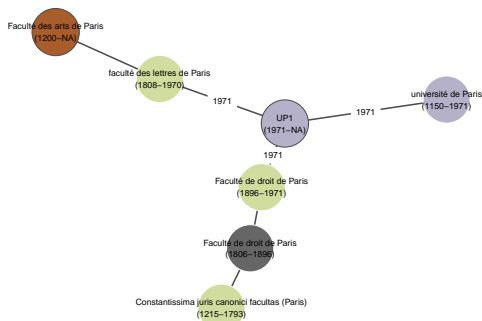 Faculté des arts de Paris
(1200–NA)
faculté des lettres de Paris
(1808–1970)
université de Paris
(1150–1971)
1971
1971
UP1
(1971–NA)
1971
Faculté de droit de Paris
(1896–1971)
Faculté de droit de Paris
(1806–1896)
Constantissima juris canonici facultas (Paris)
(1215–1793)